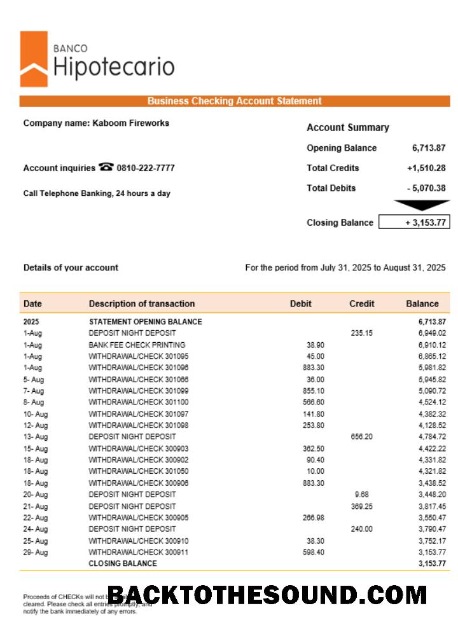 BANCO
Hipotecario
Business Checking Account Statement
Company name: Kaboom Fireworks
Account Summary
Opening Balance 6,713.87
Account inquiries ☎ 0810-222-7777
Total Credits +1,510.28
Call Telephone Banking, 24 hours a day
Total Debits - 5,070.38
Closing Balance + 3,153.77
Details of your account
For the period from July 31, 2025 to August 31, 2025
Date Description of transaction Debit Credit Balance
2025 STATEMENT OPENING BALANCE 6,713.87
1-Aug DEPOSIT NIGHT DEPOSIT 235.15 6,949.02
1-Aug BANK FEE CHECK PRINTING 38.90 6,910.12
1-Aug WITHDRAWAL/CHECK 301095 45.00 6,865.12
1-Aug WITHDRAWAL/CHECK 301096 883.30 5,981.82
5- Aug WITHDRAWAL/CHECK 301066 36.00 5,945.82
7- Aug WITHDRAWAL/CHECK 301099 855.10 5,090.72
8- Aug WITHDRAWAL/CHECK 301100 566.60 4,524.12
10- Aug WITHDRAWAL/CHECK 301097 141.80 4,382.32
12- Aug WITHDRAWAL/CHECK 301098 253.80 4,128.52
13- Aug DEPOSIT NIGHT DEPOSIT 656.20 4,784.72
15- Aug WITHDRAWAL/CHECK 300903 362.50 4,422.22
18- Aug WITHDRAWAL/CHECK 300902 90.40 4,331.82
18- Aug WITHDRAWAL/CHECK 301050 10.00 4,321.82
18- Aug WITHDRAWAL/CHECK 300906 883.30 3,438.52
20- Aug DEPOSIT NIGHT DEPOSIT 9.68 3,448.20
21- Aug DEPOSIT NIGHT DEPOSIT 369.25 3,817.45
22- Aug WITHDRAWAL/CHECK 300905 266.98 3,550.47
24- Aug DEPOSIT NIGHT DEPOSIT 240.00 3,790.47
25- Aug WITHDRAWAL/CHECK 300910 38.30 3,752.17
29- Aug WITHDRAWAL/CHECK 300911 598.40 3,153.77
CLOSING BALANCE 3,153.77
Proceeds of CHECKs will not
cleared. Please check all entries promptly, and
notify the bank immediately of any errors.
BACKTOTHESOUND.COM